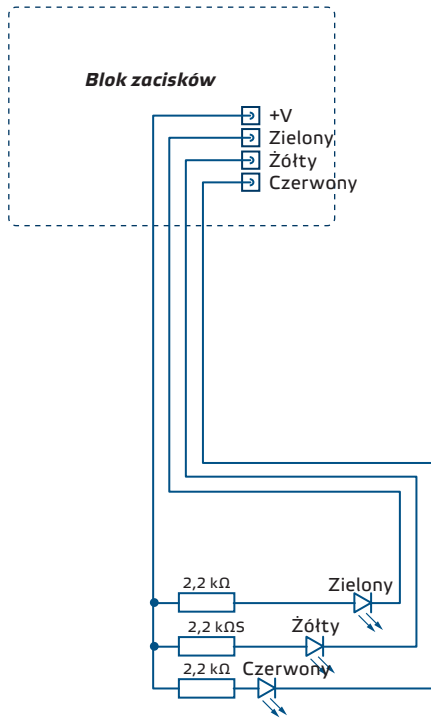 Blok zacisków
+V
Zielony
Żółty
Czerwony
2,2 kΩ
Zielony
2,2 kΩS
Żółty
2,2 kΩ
Czerwony